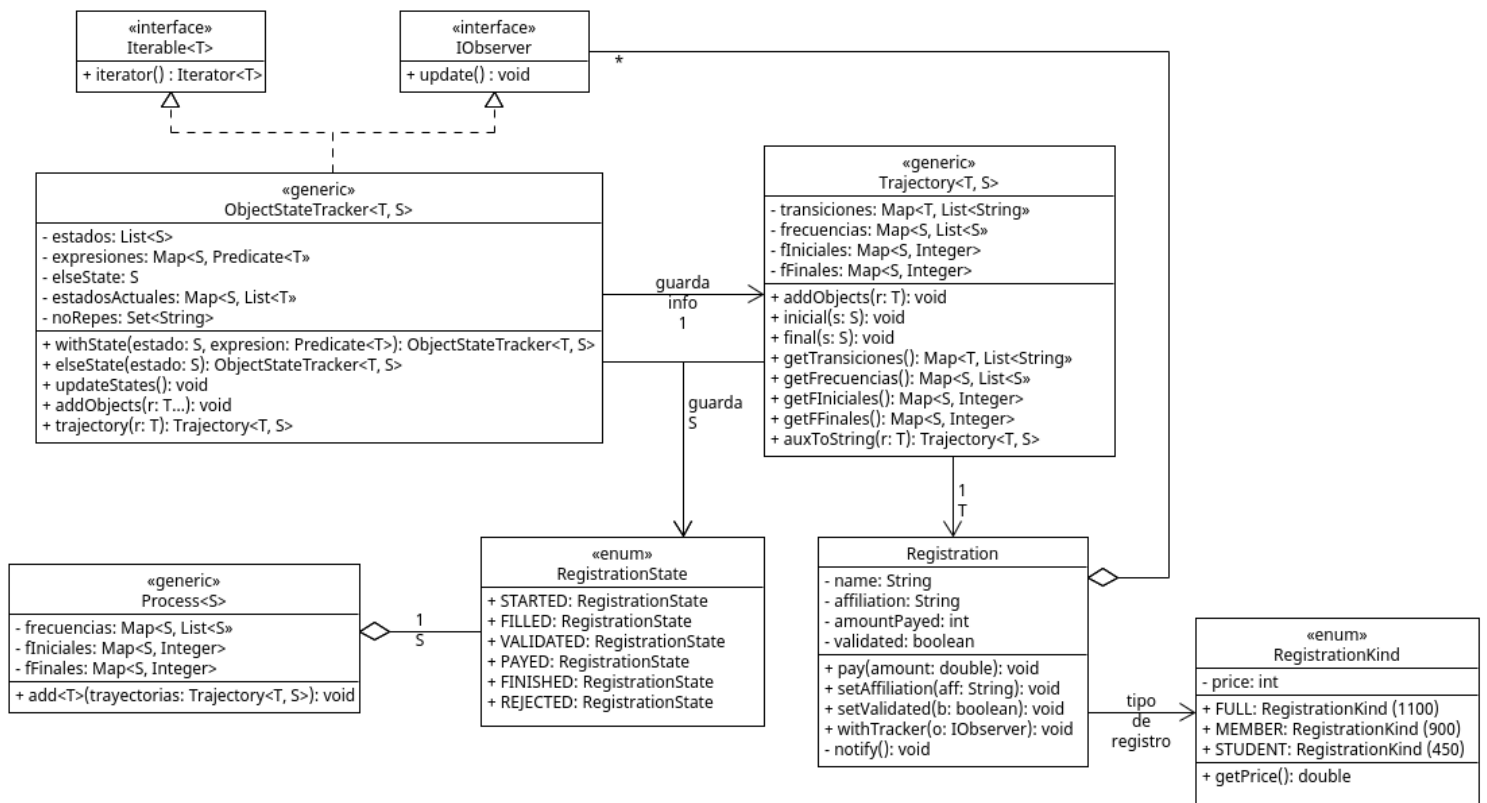 «interface»
Iterable<T>
+ iterator() : Iterator<T>
«interface»
IObserver
+ update() : void
*
«generic»
ObjectStateTracker<T, S>
- estados: List<S>
- expresiones: Map<S, Predicate<T»
- elseState: S
- estadosActuales: Map<S, List<T»
- noRepes: Set<String>
+ withState(estado: S, expresion: Predicate<T>): ObjectStateTracker<T, S>
+ elseState(estado: S): ObjectStateTracker<T, S>
+ updateStates(): void
+ addObjects(r: T...): void
+ trajectory(r: T): Trajectory<T, S>
guarda
info
1
«generic»
Trajectory<T, S>
- transiciones: Map<T, List<String»
- frecuencias: Map<S, List<S»
- fIniciales: Map<S, Integer>
- fFinales: Map<S, Integer>
+ addObjects(r: T): void
+ inicial(s: S): void
+ final(s: S): void
+ getTransiciones(): Map<T, List<String»
+ getFrecuencias(): Map<S, List<S»
+ getFIniciales(): Map<S, Integer>
+ getFFinales(): Map<S, Integer>
+ auxToString(r: T): Trajectory<T, S>
guarda
S
1
T
«generic»
Process<S>
- frecuencias: Map<S, List<S»
- fIniciales: Map<S, Integer>
- fFinales: Map<S, Integer>
+ add<T>(trayectorias: Trajectory<T, S>): void
1
S
«enum»
RegistrationState
+ STARTED: RegistrationState
+ FILLED: RegistrationState
+ VALIDATED: RegistrationState
+ PAYED: RegistrationState
+ FINISHED: RegistrationState
+ REJECTED: RegistrationState
Registration
- name: String
- affiliation: String
- amountPayed: int
- validated: boolean
+ pay(amount: double): void
+ setAffiliation(aff: String): void
+ setValidated(b: boolean): void
+ withTracker(o: IObserver): void
- notify(): void
tipo
de
registro
«enum»
RegistrationKind
- price: int
+ FULL: RegistrationKind (1100)
+ MEMBER: RegistrationKind (900)
+ STUDENT: RegistrationKind (450)
+ getPrice(): double